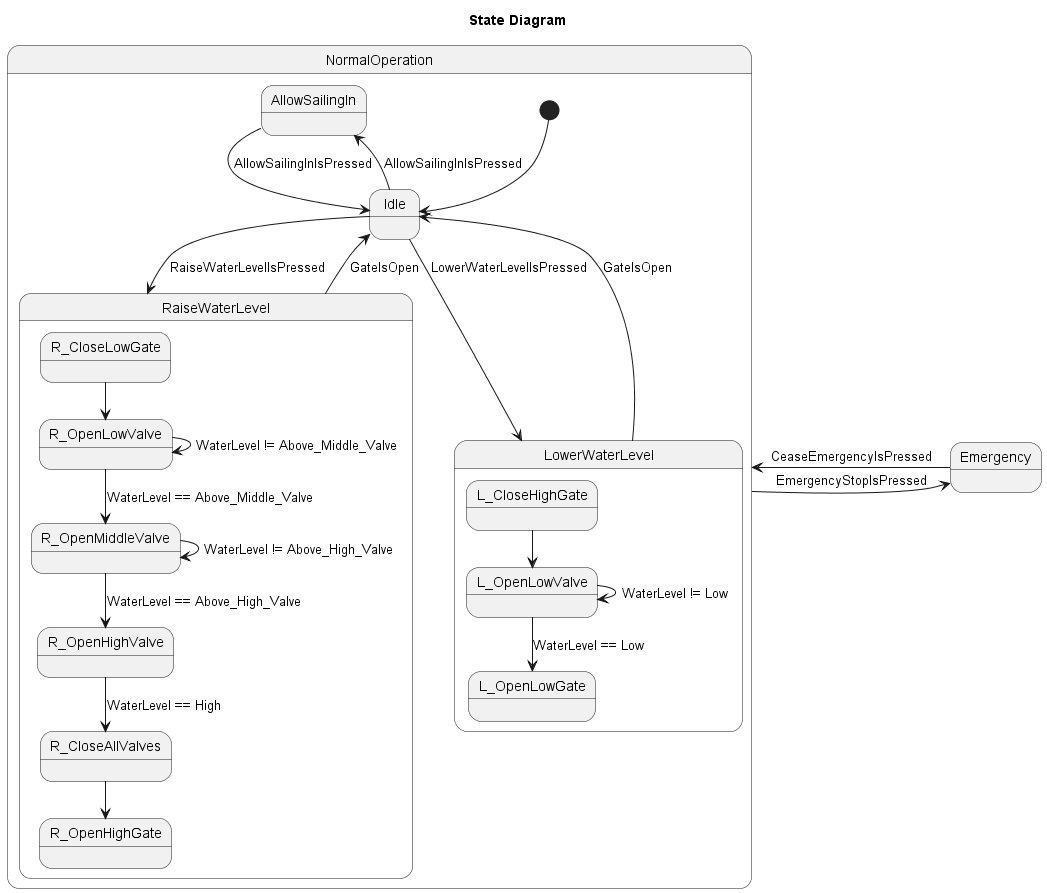 State Diagram
NormalOperation
AllowSailingIn
AllowSailingInIsPressed
AllowSailingInIsPressed
Idle
RaiseWaterLevelIsPressed
GateIsOpen
LowerWaterLevelIsPressed
GateIsOpen
RaiseWaterLevel
R_CloseLowGate
R_OpenLowValve
WaterLevel != Above_Middle_Valve
WaterLevel == Above_Middle_Valve
R_OpenMiddleValve
WaterLevel != Above_High_Valve
WaterLevel == Above_High_Valve
R_OpenHighValve
WaterLevel == High
R_CloseAllValves
R_OpenHighGate
LowerWaterLevel
L_CloseHighGate
L_OpenLowValve
WaterLevel != Low
WaterLevel == Low
L_OpenLowGate
CeaseEmergencyIsPressed
EmergencyStopIsPressed
Emergency